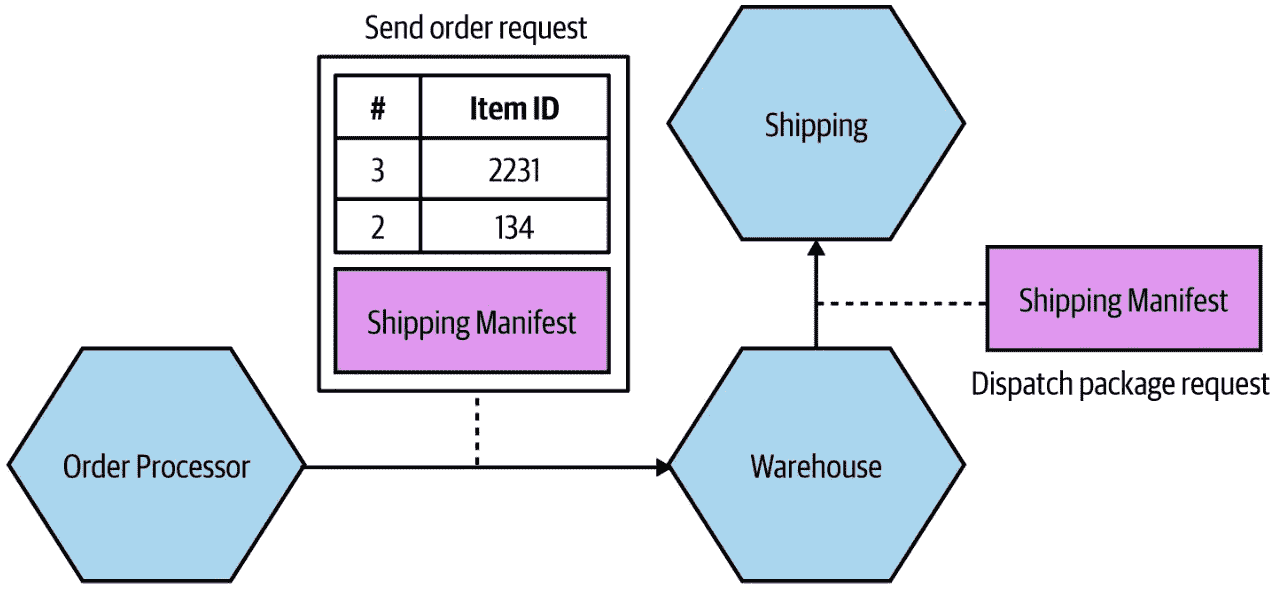 Send order request
# Item ID
3 2231
2 134
Shipping Manifest
Shipping
Shipping Manifest
Dispatch package request
Order Processor
Warehouse